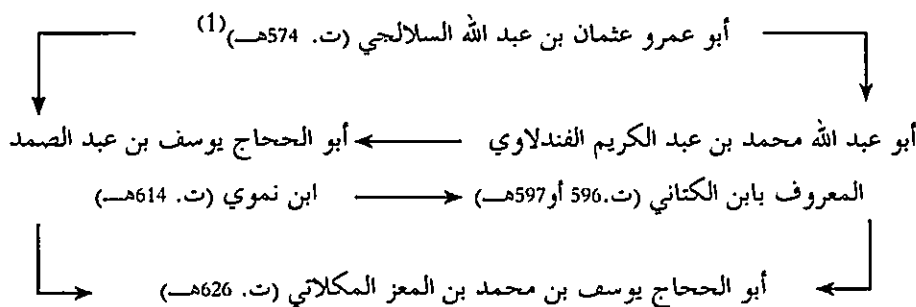 أبو عمرو عثمان بن عبد الله السلالجي (ت. 574هـ)(1)
أبو عبد الله محمد بن عبد الكريم الفندلاوي
المعروف بابن الكتاني (ت.596 أو597هـ)
أبو الحجاج يوسف بن عبد الصمد
ابن نموي (ت. 614هـ)
أبو الحجاج يوسف بن محمد بن المعز المكلاتي (ت. 626هـ)